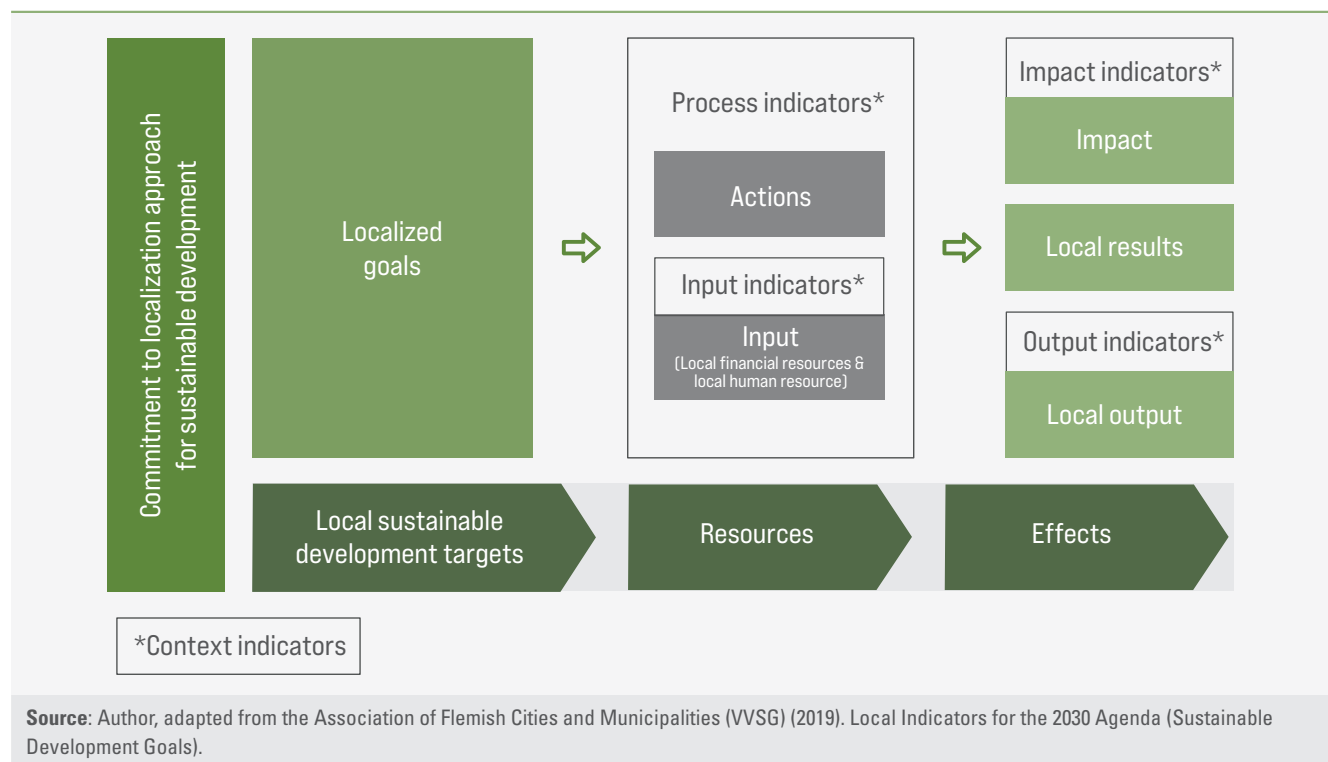 Commitment to localization approach
for sustainable development
Localized
goals
Process indicators*
Actions
Input indicators*
Input
(Local financial resources &
local human resource)
Impact indicators*
Impact
Local results
Output indicators*
Local output
Local sustainable
development targets
Resources
Effects
*Context indicators
Source: Author, adapted from the Association of Flemish Cities and Municipalities (VVSG) (2019). Local Indicators for the 2030 Agenda (Sustainable
Development Goals).